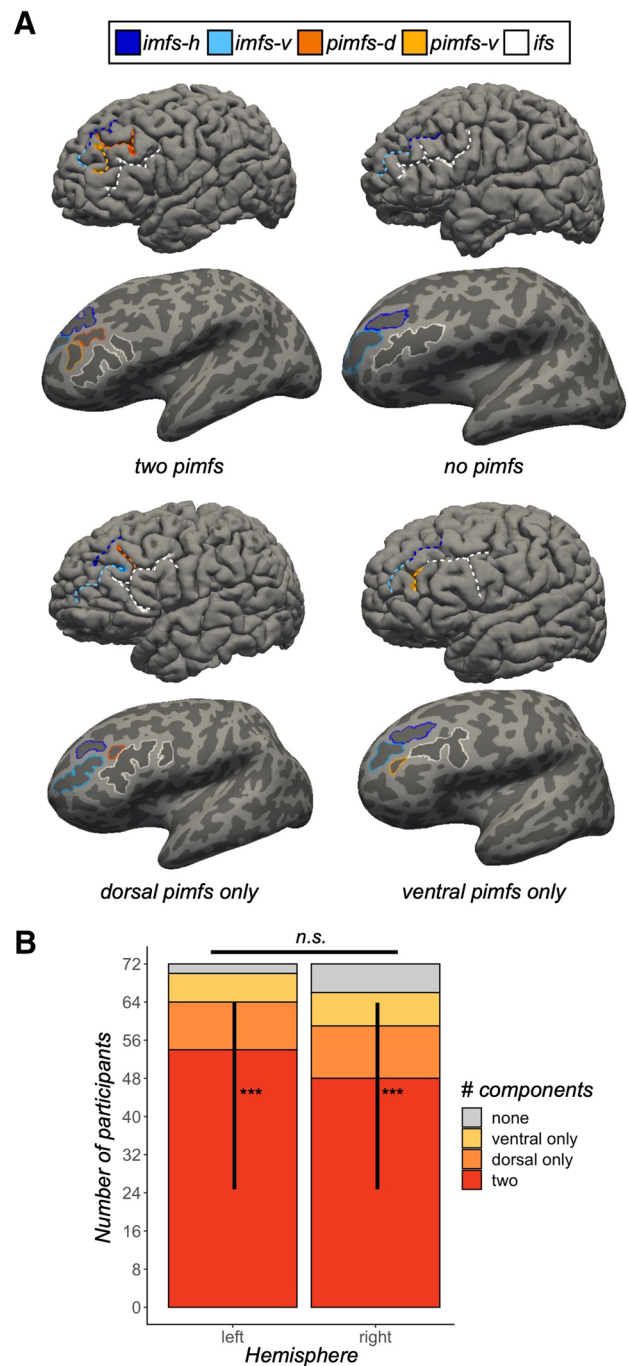 A
imfs-h imfs-v pimfs-d pimfs-v ifs
two pimfs
no pimfs
dorsal pimfs only
ventral pimfs only
B
n.s.
72
64
56
48
40
32
24
16
8
0
Number of participants
***
***
# components
none
ventral only
dorsal only
two
left
right
Hemisphere